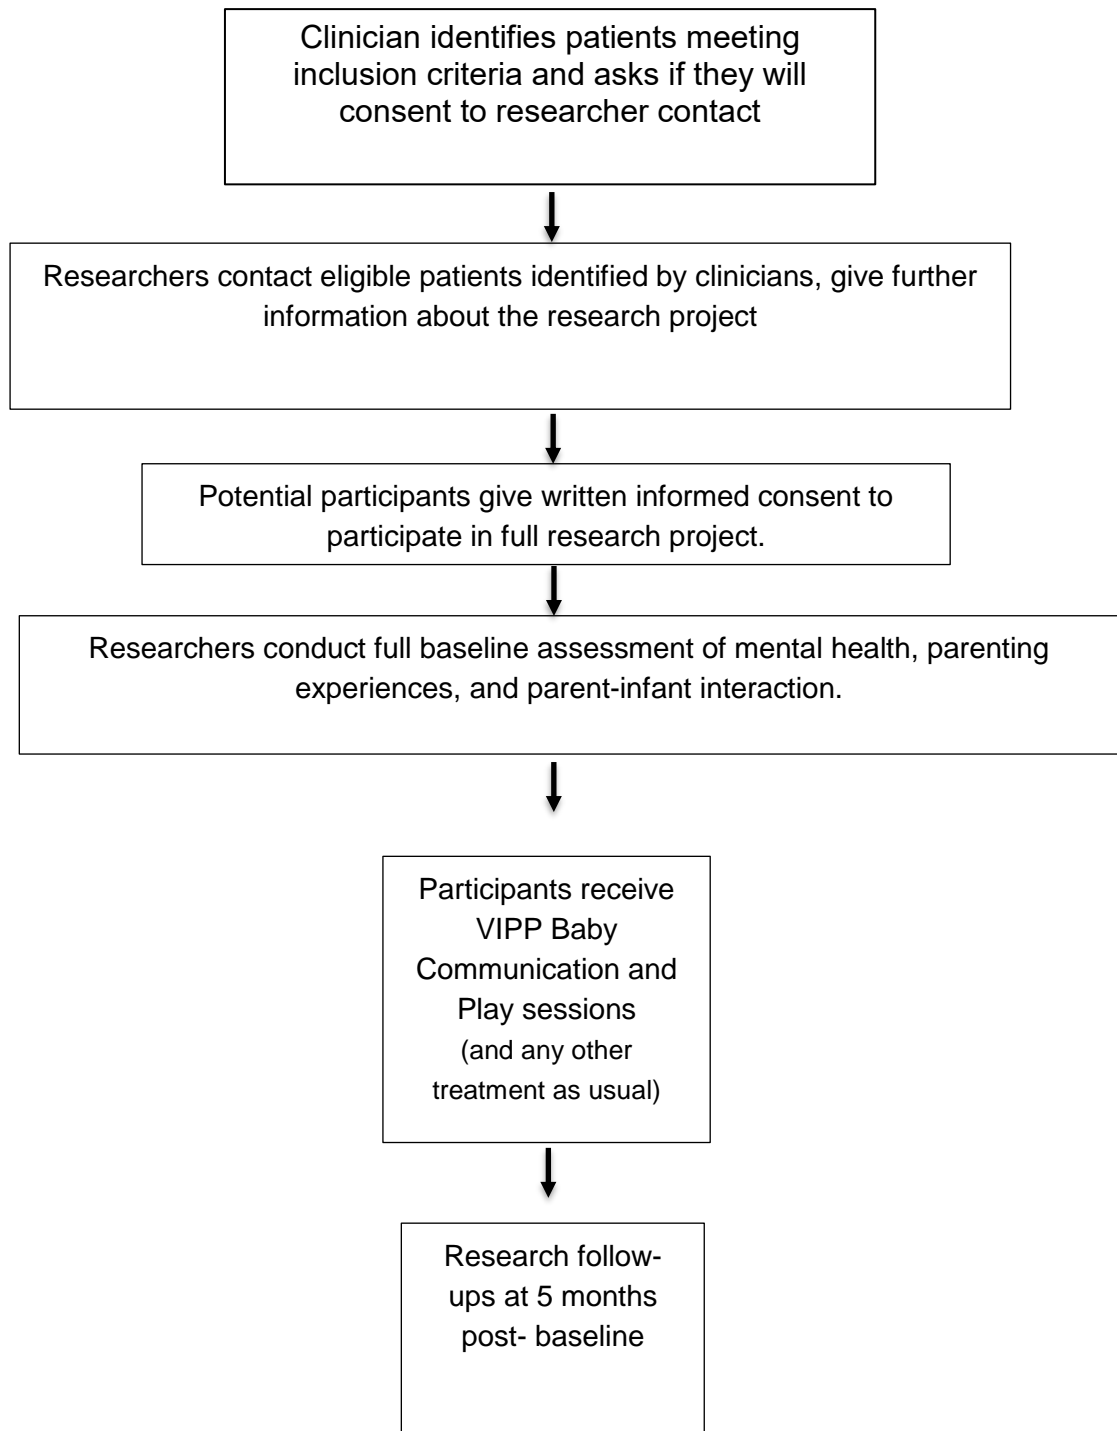 Clinician identifies patients meeting
inclusion criteria and asks if they will
consent to researcher contact
Researchers contact eligible patients identified by clinicians, give further
information about the research project
Potential participants give written informed consent to
participate in full research project.
Researchers conduct full baseline assessment of mental health, parenting
experiences, and parent-infant interaction.
Participants receive
VIPP Baby
Communication and
Play sessions
(and any other
treatment as usual)
Research follow-
ups at 5 months
post- baseline